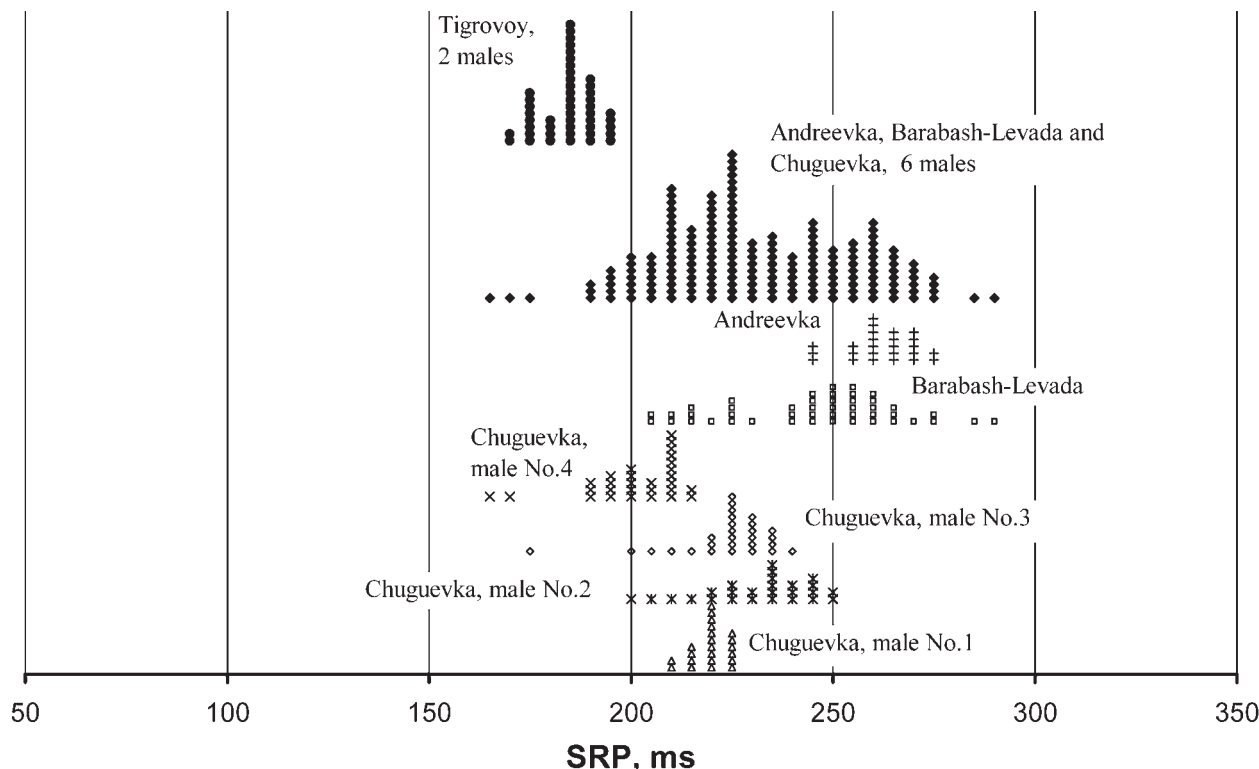 Tigrovoy,
2 males
Andreevka, Barabash-Levada and
Chuguevka, 6 males
Andreevka
Barabash-Levada
Chuguevka,
male No.4
Chuguevka, male No.3
Chuguevka, male No.2
Chuguevka, male No.1
50 100 150 200 250 300 350
SRP, ms